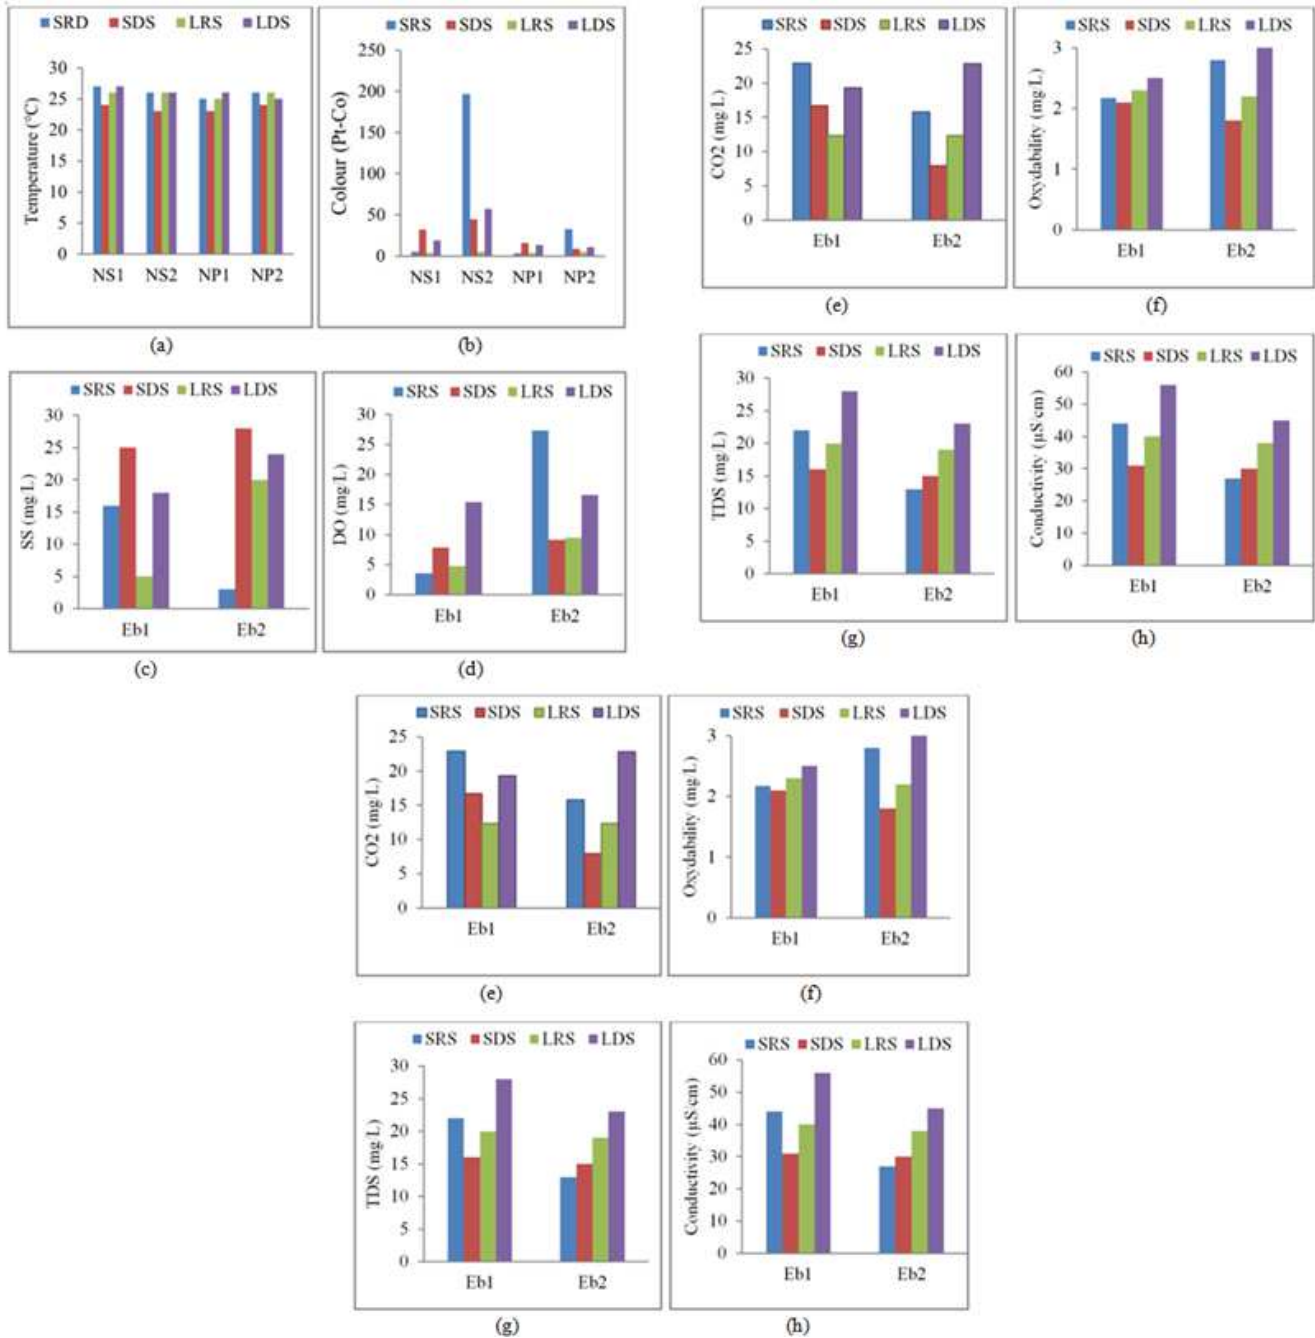 SRD SDS LRS LDS
30
25
20
15
10
5
0
Temperature (°C)
NS1 NS2 NP1 NP2
(a)
SRS SDS LRS LDS
250
200
150
100
50
0
Colour (Pt-Co)
NS1 NS2 NP1 NP2
(b)
SRS SDS LRS LDS
25
20
15
10
5
0
CO2 (mg/L)
Eb1 Eb2
(e)
SRS SDS LRS LDS
3
2
1
0
Oxydability (mg/L)
Eb1 Eb2
(f)
SRS SDS LRS LDS
30
25
20
15
10
5
0
SS (mg/L)
Eb1 Eb2
(c)
SRS SDS LRS LDS
30
25
20
15
10
5
0
DO (mg/L)
Eb1 Eb2
(d)
SRS SDS LRS LDS
30
25
20
15
10
5
0
TDS (mg/L)
Eb1 Eb2
(g)
SRS SDS LRS LDS
60
50
40
30
20
10
0
Conductivity (µS/cm)
Eb1 Eb2
(h)
SRS SDS LRS LDS
25
20
15
10
5
0
CO2 (mg/L)
Eb1 Eb2
(e)
SRS SDS LRS LDS
3
2
1
0
Oxydability (mg/L)
Eb1 Eb2
(f)
SRS SDS LRS LDS
30
25
20
15
10
5
0
TDS (mg/L)
Eb1 Eb2
(g)
SRS SDS LRS LDS
60
50
40
30
20
10
0
Conductivity (µS/cm)
Eb1 Eb2
(h)